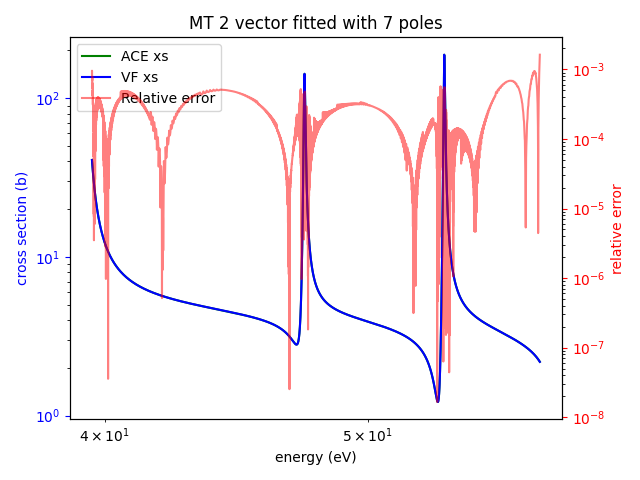 MT 2 vector fitted with 7 poles
ACE xs
VF xs
Relative error
cross section (b)
10²
10¹
10⁰
10⁻³
10⁻⁴
10⁻⁵
10⁻⁶
10⁻⁷
10⁻⁸
relative error
4 × 10¹
5 × 10¹
energy (eV)